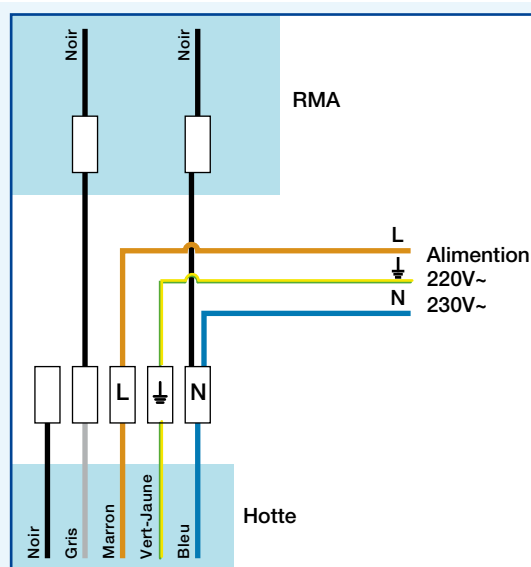 Noir
Noir
RMA
L
Alimention
220V~
N
230V~
L
N
Noir
Gris
Marron
Vert-Jaune
Bleu
Hotte